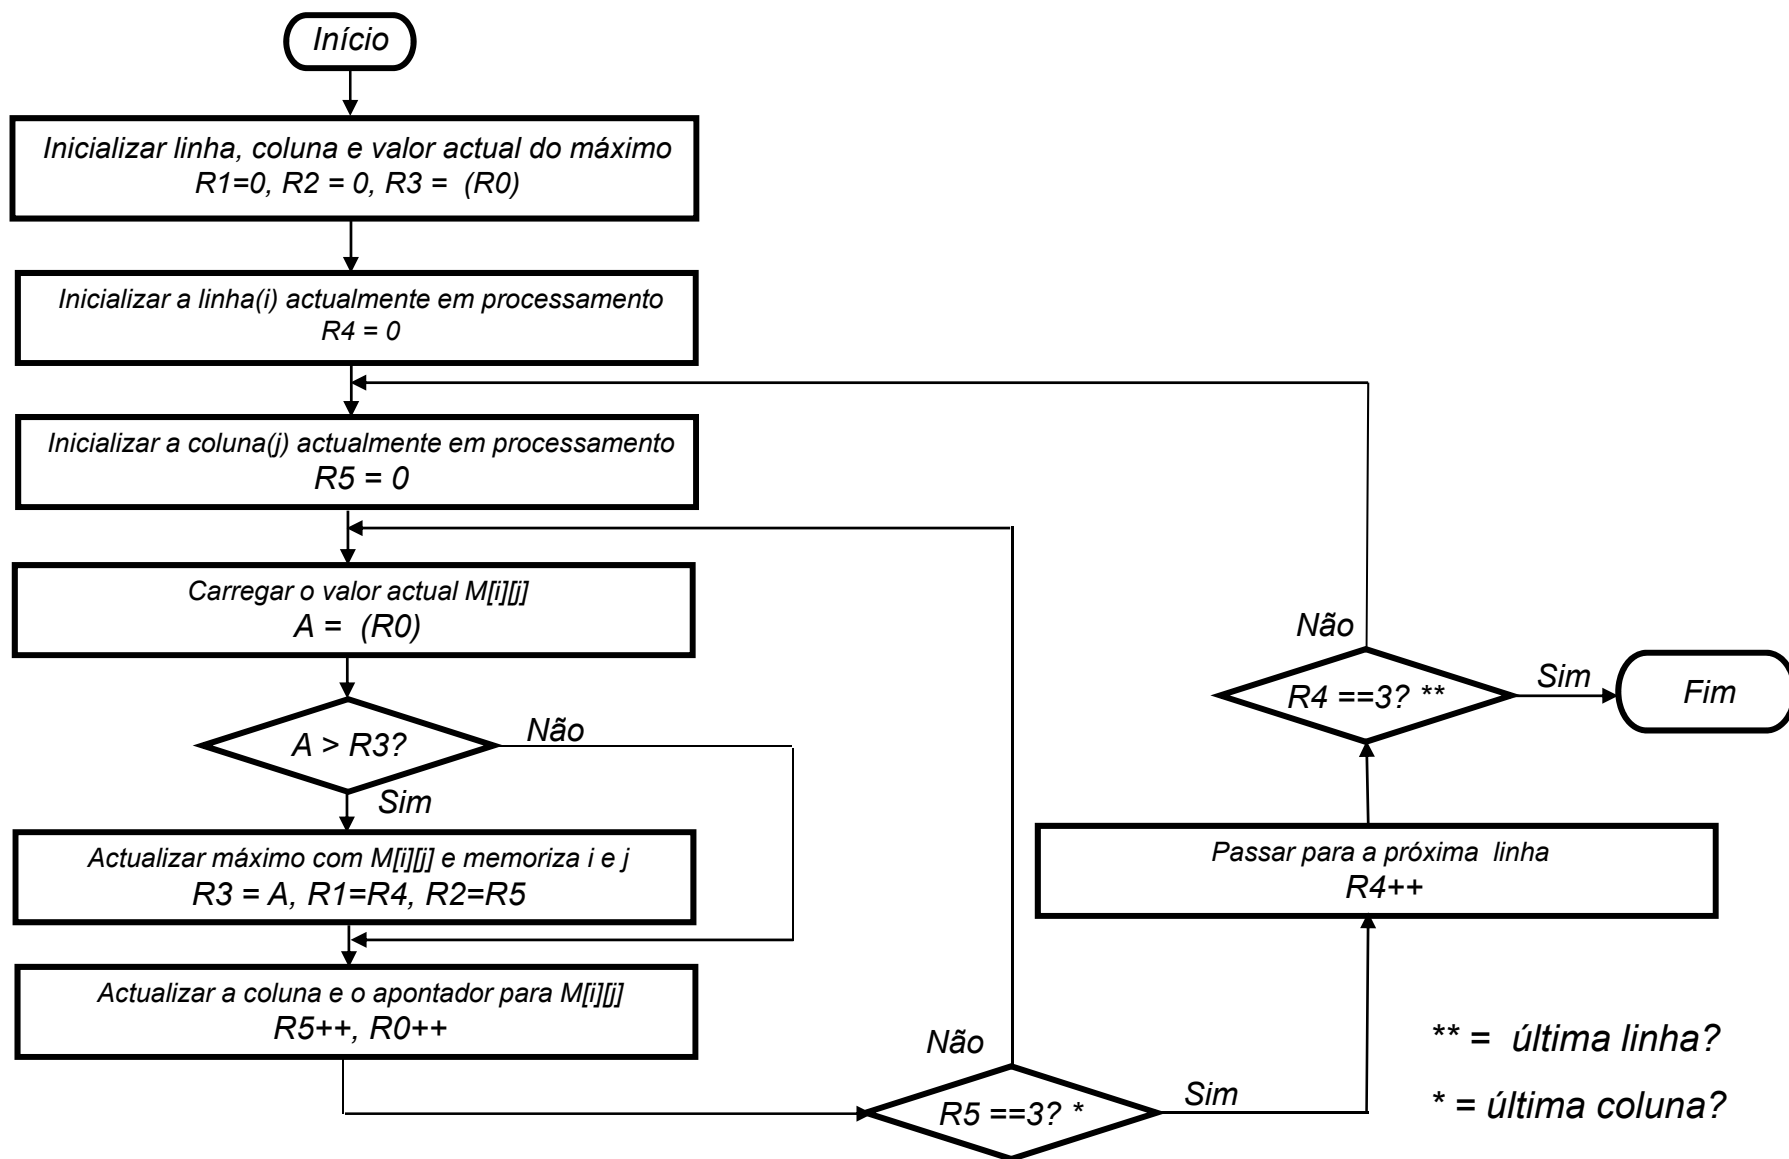 Início
Inicializar linha, coluna e valor actual do máximo
R1=0, R2 = 0, R3 = (R0)
Inicializar a linha(i) actualmente em processamento
R4 = 0
Inicializar a coluna(j) actualmente em processamento
R5 = 0
Carregar o valor actual M[i][j]
A = (R0)
A > R3?
Não
Sim
Actualizar máximo com M[i][j] e memoriza i e j
R3 = A, R1=R4, R2=R5
Actualizar a coluna e o apontador para M[i][j]
R5++, R0++
Não
R5 ==3? *
Sim
Passar para a próxima linha
R4++
Não
R4 ==3? **
Sim
Fim
** = última linha?
* = última coluna?